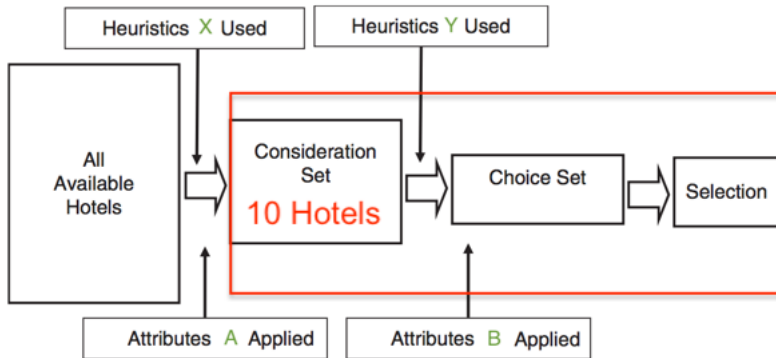 Heuristics X Used
Heuristics Y Used
All
Available
Hotels
Consideration
Set
10 Hotels
Choice Set
Selection
Attributes A Applied
Attributes B Applied